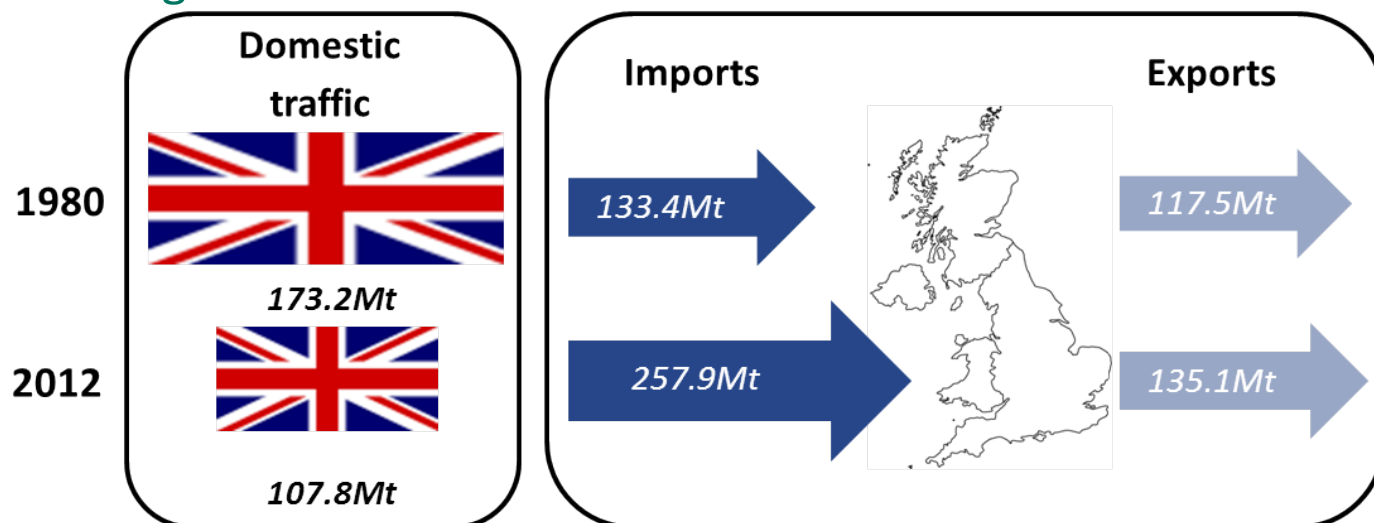 Domestic
traffic
Imports
Exports
1980
133.4Mt
117.5Mt
173.2Mt
2012
257.9Mt
135.1Mt
107.8Mt